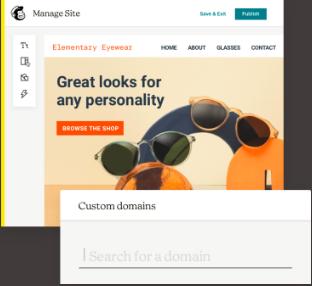 Manage Site
Save & Exit
Publish
Tt
Elementary Eyewear
HOME ABOUT GLASSES CONTACT
Great looks for
any personality
BROWSE THE SHOP
Custom domains
Search for a domain